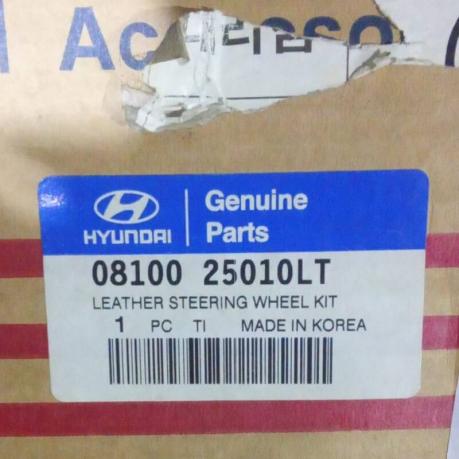 Genuine
HYUNDAI Parts
08100 25010LT
LEATHER STEERING WHEEL KIT
1 PC TI MADE IN KOREA